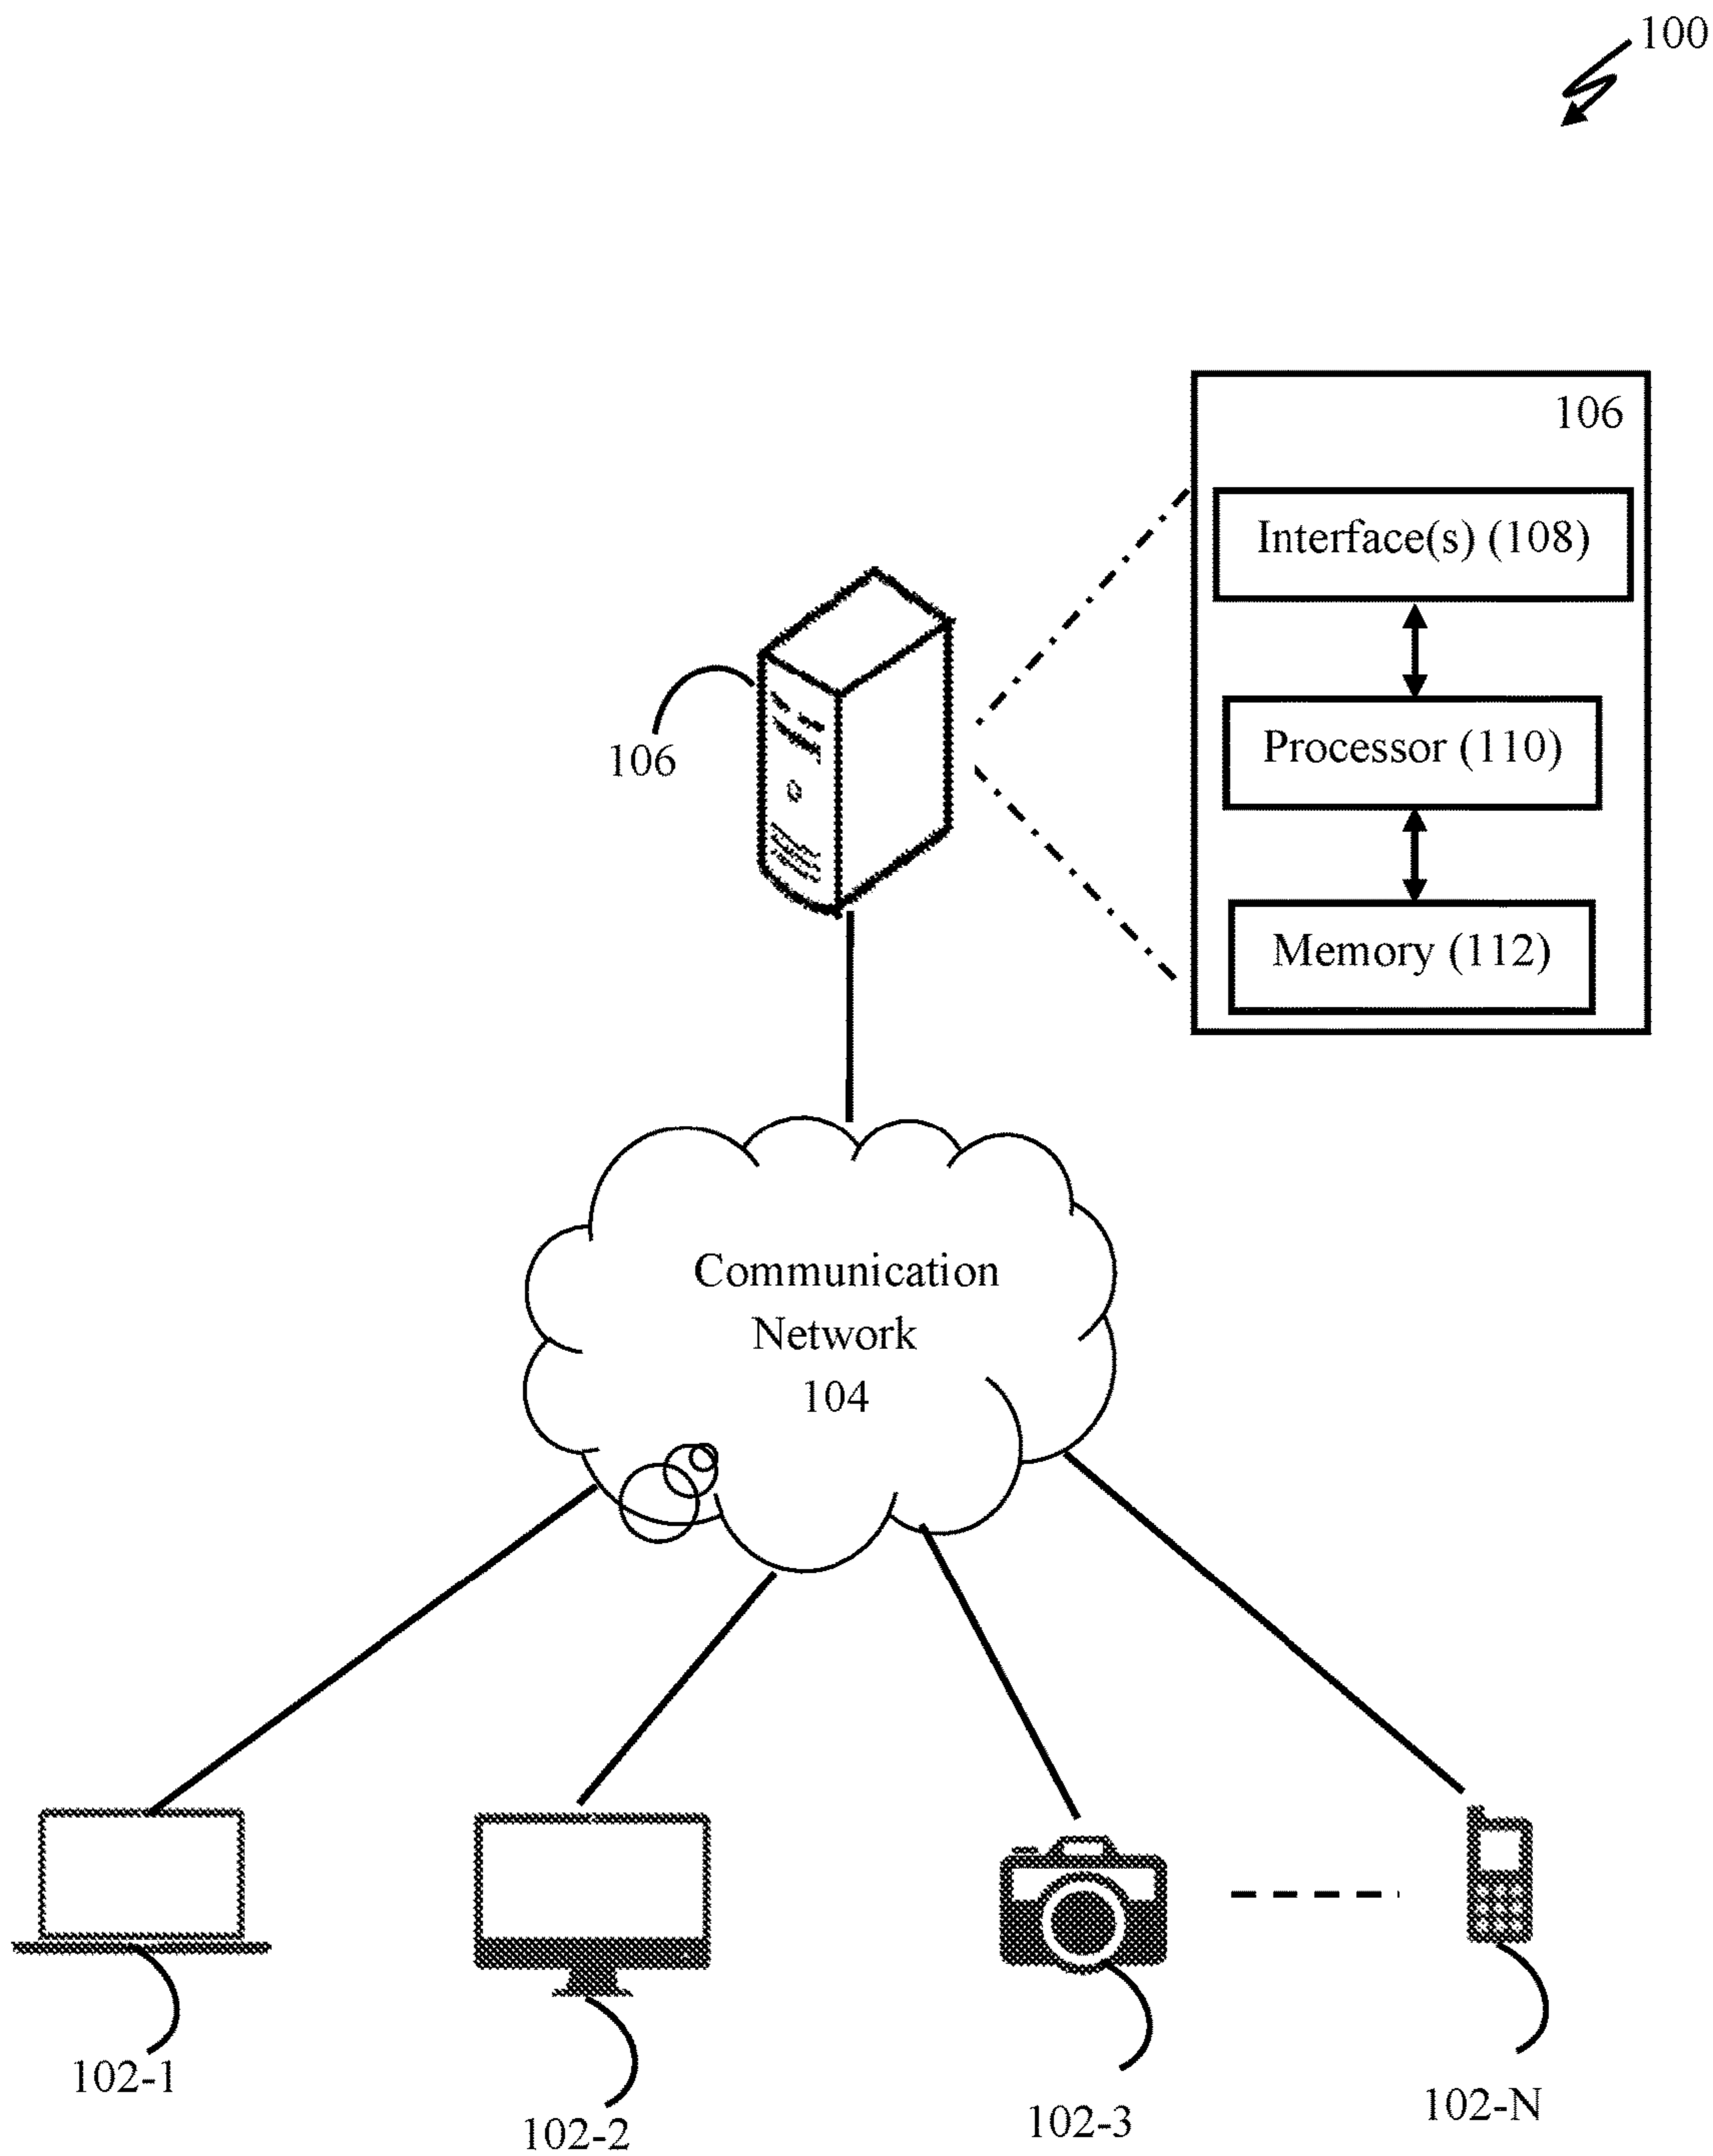 100
106
Interface(s) (108)
106
Processor (110)
Memory (112)
Communication
Network
104
102-1
102-2
102-3
102-N